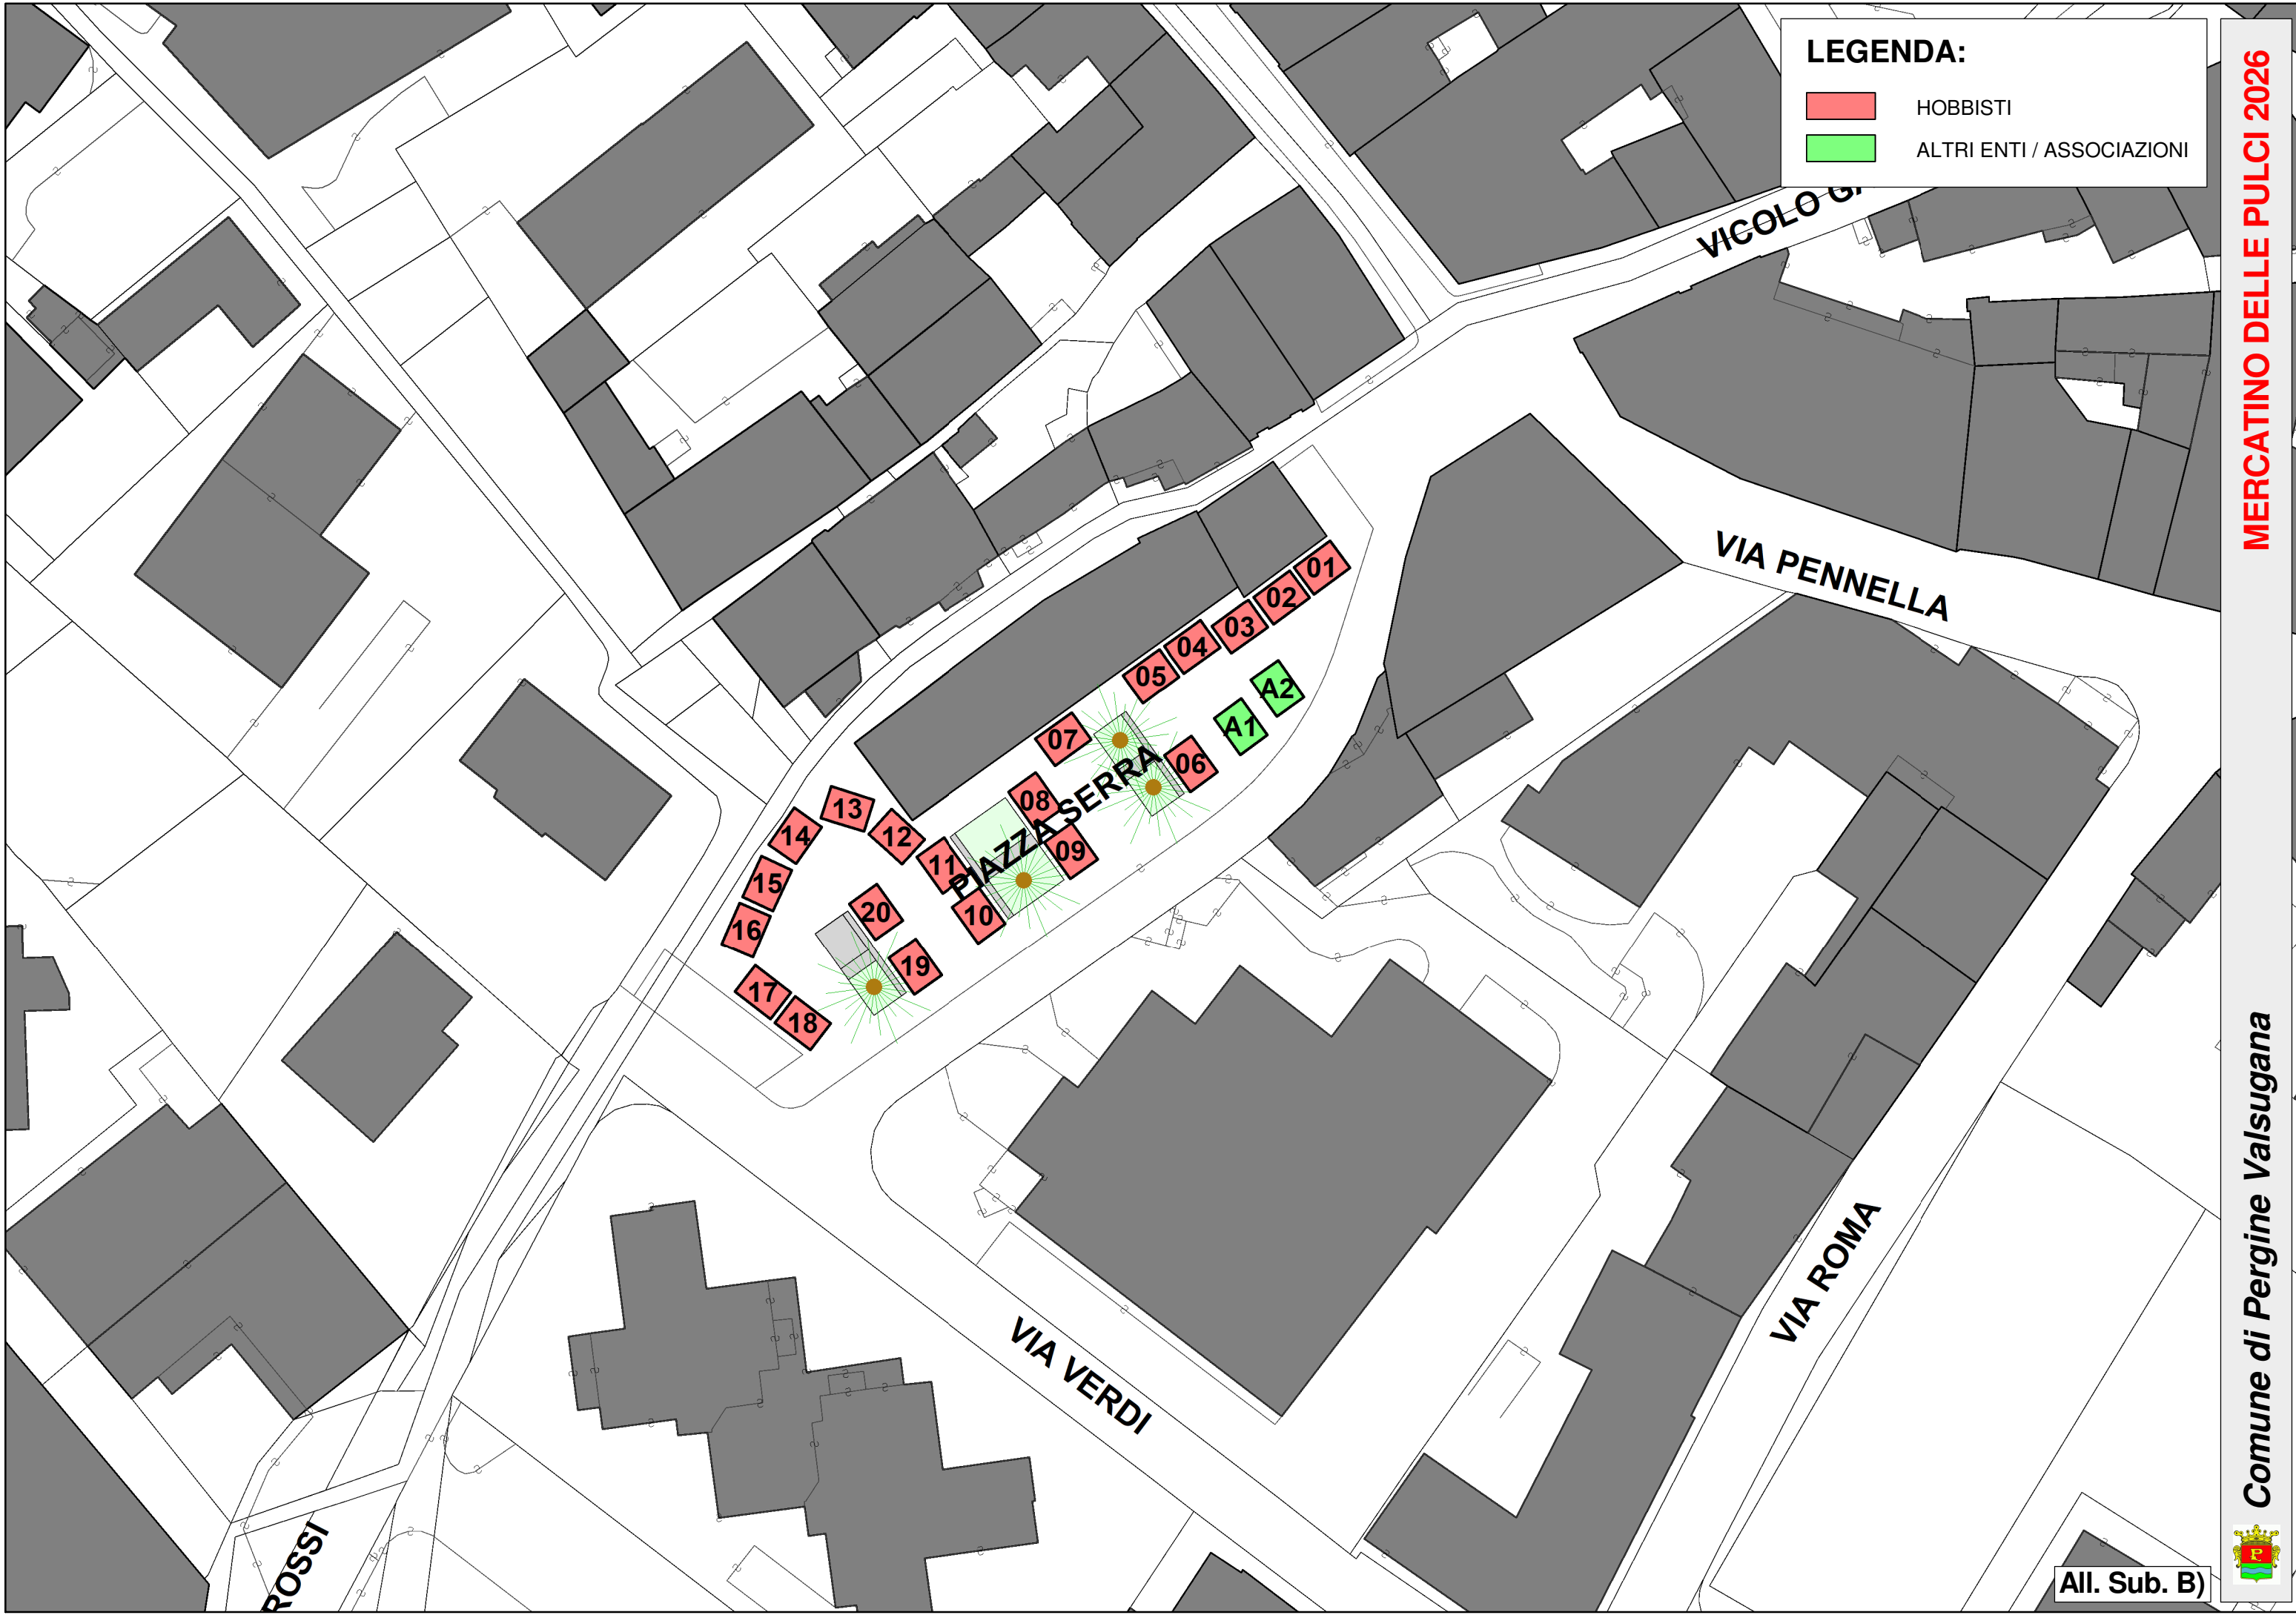 LEGENDA:
HOBBISTI
ALTRI ENTI / ASSOCIAZIONI
MERCATINO DELLE PULCI 2026
Comune di Pergine Valsugana
VICOLO
VIA PENNELLA
01
02
03
04
05
A2
A1
07
06
PIAZZA SERRA
08
09
13
14
12
11
15
10
20
16
19
17
18
VIA ROMA
VIA VERDI
ROSSI
All. Sub. B)
P